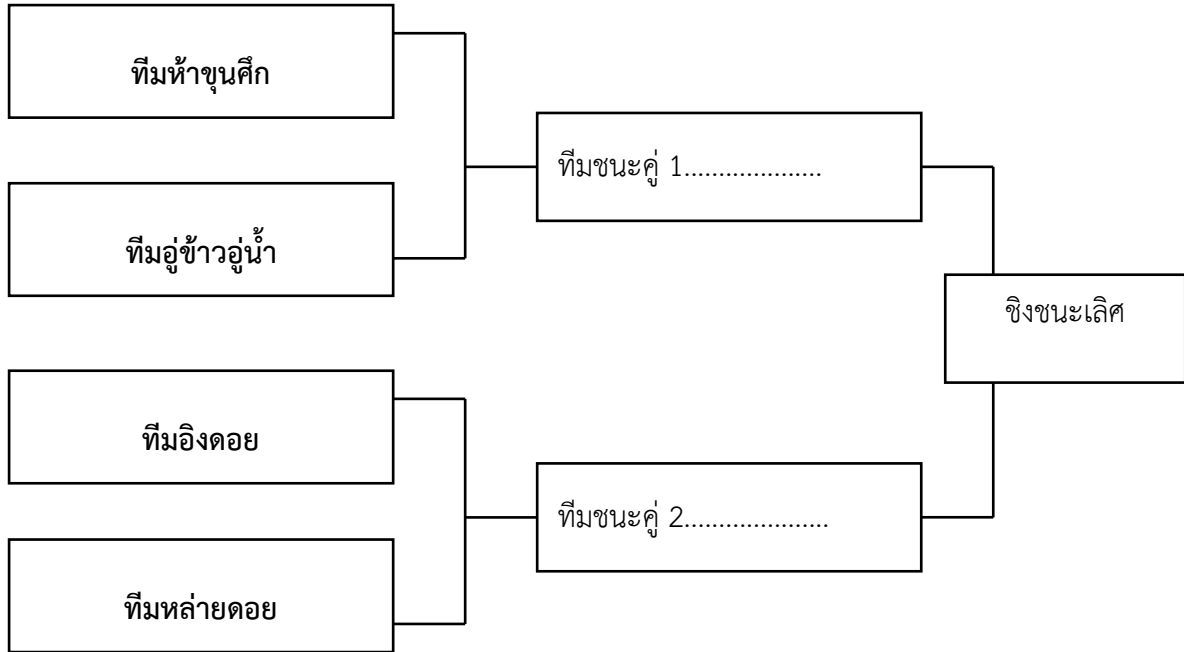 ทีมห้าขุนศึก
ทีมชนะคู่ 1....................
ทีมอู่ข้าวอู่น้ำ
ชิงชนะเลิศ
ทีมอิงดอย
ทีมชนะคู่ 2.....................
ทีมหล่ายดอย